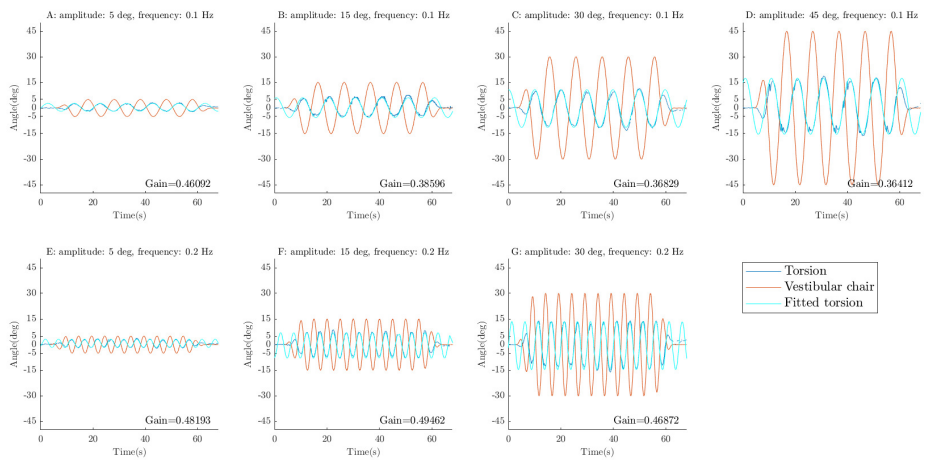 A: amplitude: 5 deg, frequency: 0.1 Hz
45
30
15
5
0
-5
-15
-30
-45
Angle(deg)
Gain=0.46092
0 20 40 60
Time(s)
B: amplitude: 15 deg, frequency: 0.1 Hz
45
30
15
5
0
-5
-15
-30
-45
Angle(deg)
Gain=0.38596
0 20 40 60
Time(s)
C: amplitude: 30 deg, frequency: 0.1 Hz
45
30
15
5
0
-5
-15
-30
-45
Angle(deg)
Gain=0.36829
0 20 40 60
Time(s)
D: amplitude: 45 deg, frequency: 0.1 Hz
45
30
15
5
0
-5
-15
-30
-45
Angle(deg)
Gain=0.36412
0 20 40 60
Time(s)
E: amplitude: 5 deg, frequency: 0.2 Hz
45
30
15
5
0
-5
-15
-30
-45
Angle(deg)
Gain=0.48193
0 20 40 60
Time(s)
F: amplitude: 15 deg, frequency: 0.2 Hz
45
30
15
5
0
-5
-15
-30
-45
Angle(deg)
Gain=0.49462
0 20 40 60
Time(s)
G: amplitude: 30 deg, frequency: 0.2 Hz
45
30
15
5
0
-5
-15
-30
-45
Angle(deg)
Gain=0.46872
0 20 40 60
Time(s)
Torsion
Vestibular chair
Fitted torsion